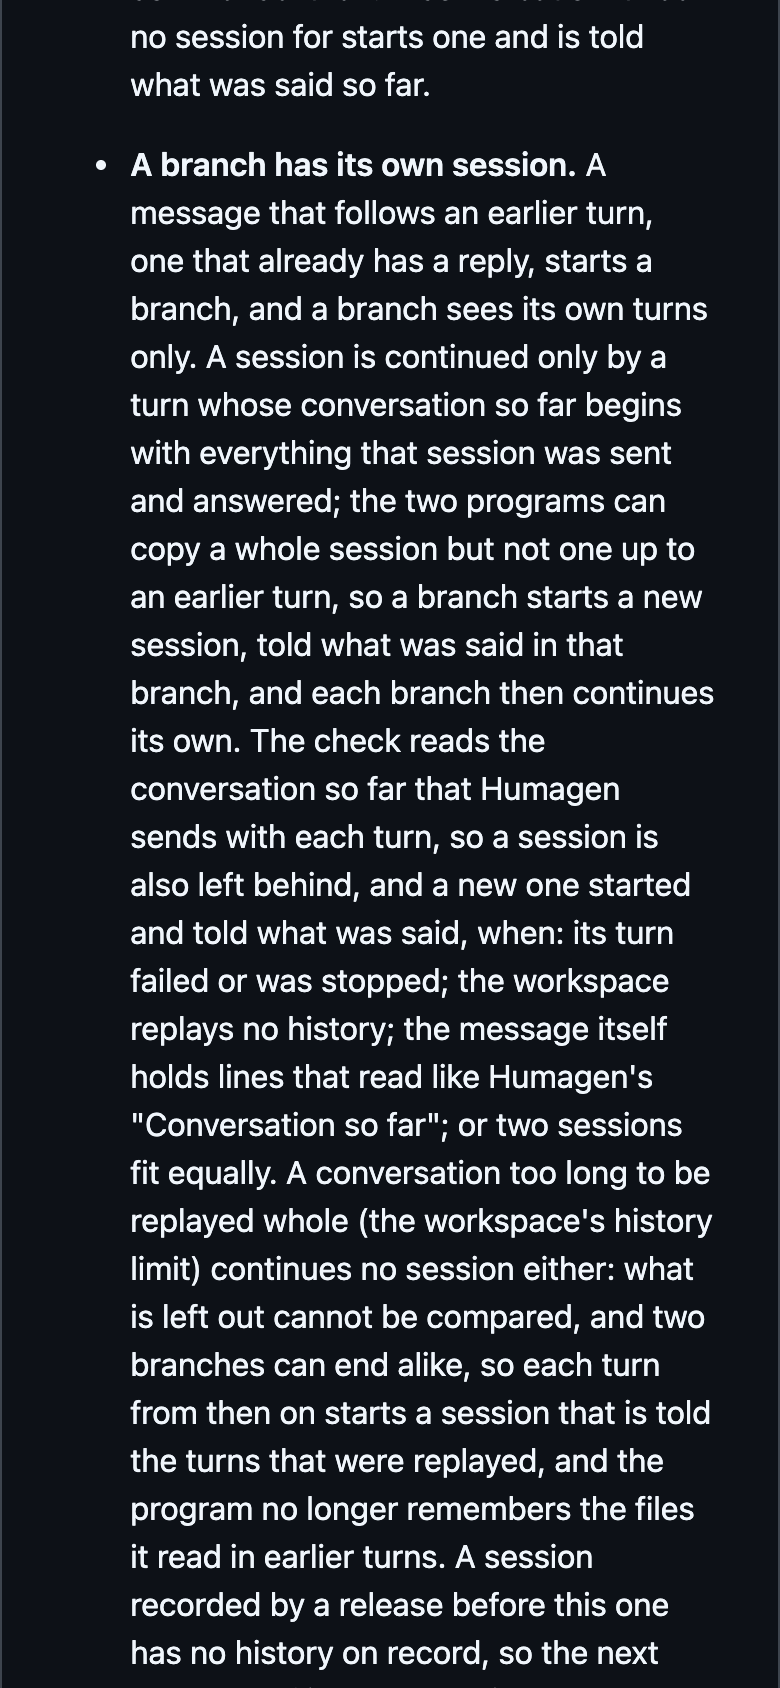 no session for starts one and is told
what was said so far.
• A branch has its own session. A
message that follows an earlier turn,
one that already has a reply, starts a
branch, and a branch sees its own turns
only. A session is continued only by a
turn whose conversation so far begins
with everything that session was sent
and answered; the two programs can
copy a whole session but not one up to
an earlier turn, so a branch starts a new
session, told what was said in that
branch, and each branch then continues
its own. The check reads the
conversation so far that Humagen
sends with each turn, so a session is
also left behind, and a new one started
and told what was said, when: its turn
failed or was stopped; the workspace
replays no history; the message itself
holds lines that read like Humagen's
"Conversation so far"; or two sessions
fit equally. A conversation too long to be
replayed whole (the workspace's history
limit) continues no session either: what
is left out cannot be compared, and two
branches can end alike, so each turn
from then on starts a session that is told
the turns that were replayed, and the
program no longer remembers the files
it read in earlier turns. A session
recorded by a release before this one
has no history on record, so the next